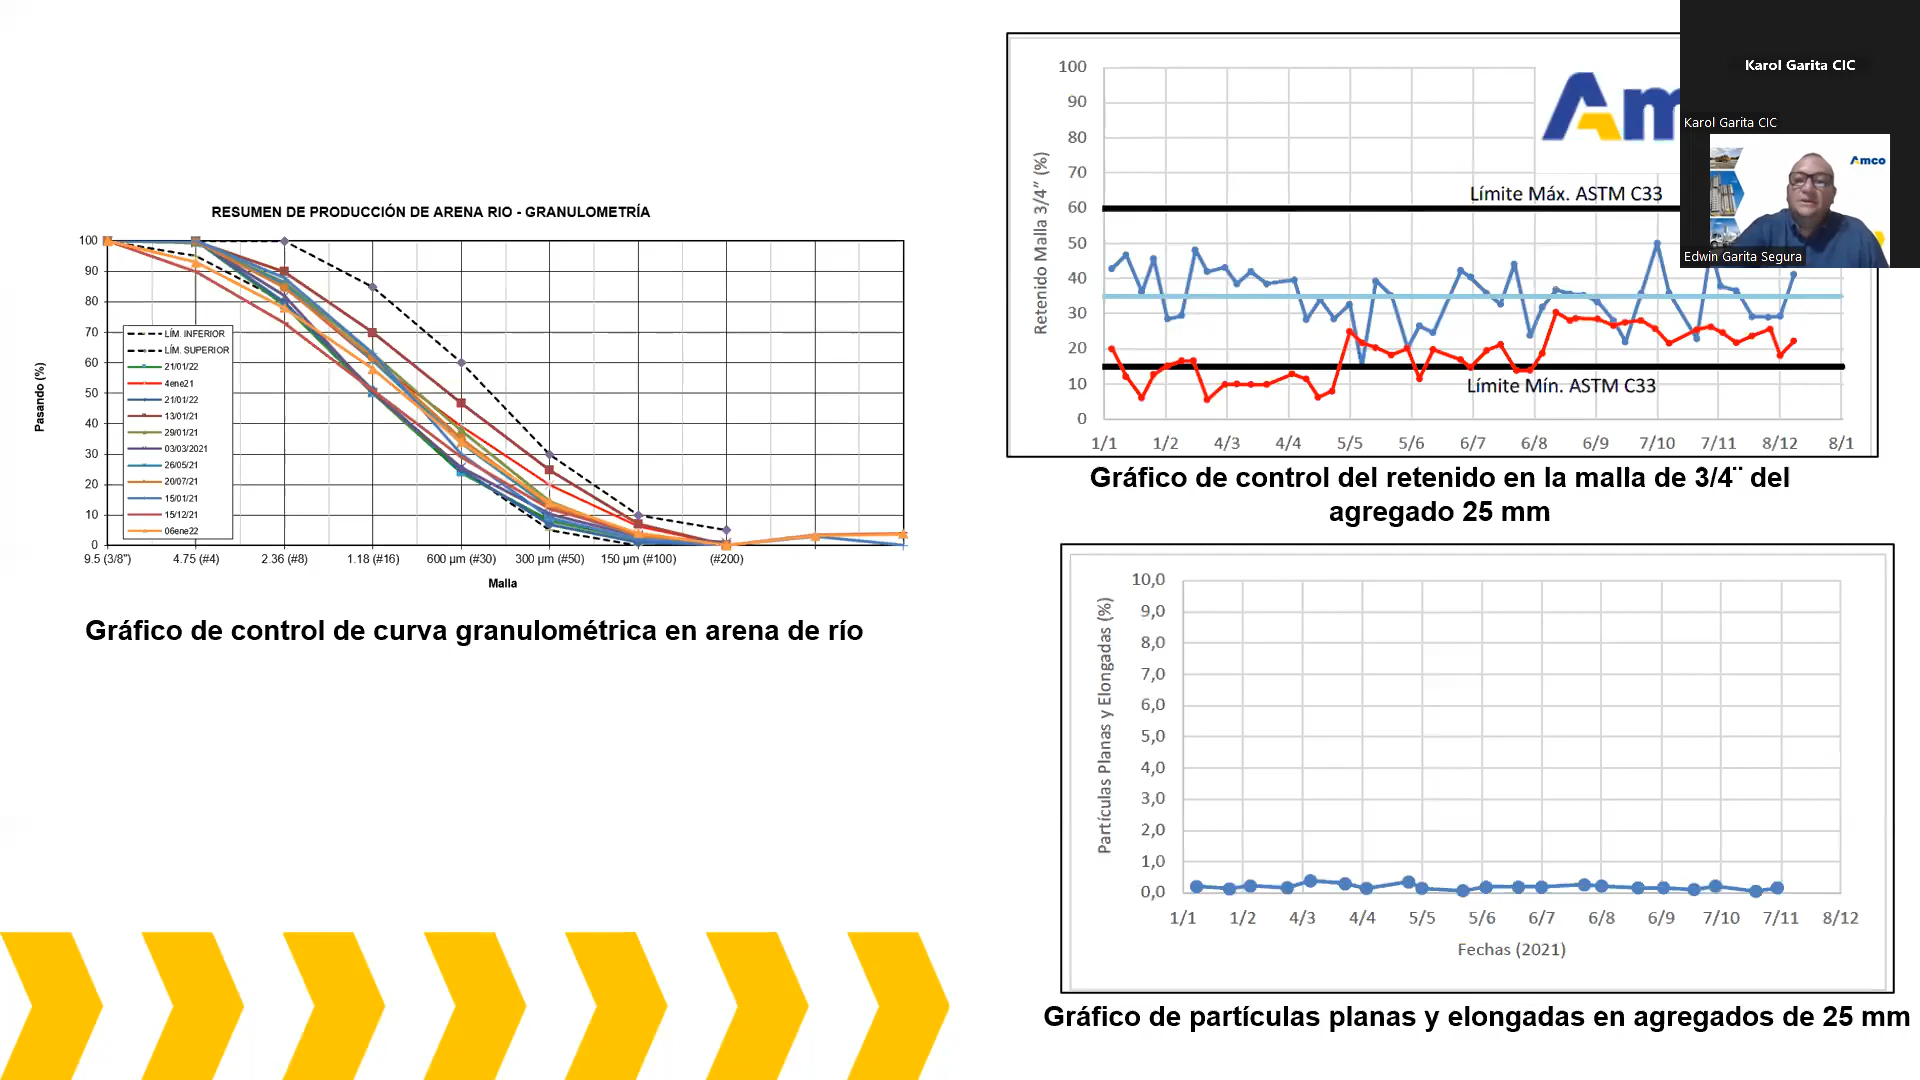 RESUMEN DE PRODUCCIÓN DE ARENA RIO - GRANULOMETRÍA
100
90
80
70
60
50
40
30
20
10
0
Pasando (%)
LÍM. INFERIOR
LÍM. SUPERIOR
21/01/22
4ene21
21/01/22
13/01/21
29/01/21
03/03/2021
26/05/21
20/07/21
15/01/21
15/12/21
06ene22
9.5 (3/8")
4.75 (#4)
2.36 (#8)
1.18 (#16)
600 µm (#30)
300 µm (#50)
150 µm (#100)
(#200)
Malla
Gráfico de control de curva granulométrica en arena de río
100
90
80
70
60
50
40
30
20
10
0
Retenido Malla 3/4" (%)
Límite Máx. ASTM C33
Límite Mín. ASTM C33
1/1 1/2 4/3 4/4 5/5 5/6 6/7 6/8 6/9 7/10 7/11 8/12 8/1
Gráfico de control del retenido en la malla de 3/4¨ del
agregado 25 mm
Karol Garita CIC
Karol Garita CIC
Amco
Edwin Garita Segura
10,0
9,0
8,0
7,0
6,0
5,0
4,0
3,0
2,0
1,0
0,0
Partículas Planas y Elongadas (%)
1/1 1/2 4/3 4/4 5/5 5/6 6/7 6/8 6/9 7/10 7/11 8/12
Fechas (2021)
Gráfico de partículas planas y elongadas en agregados de 25 mm